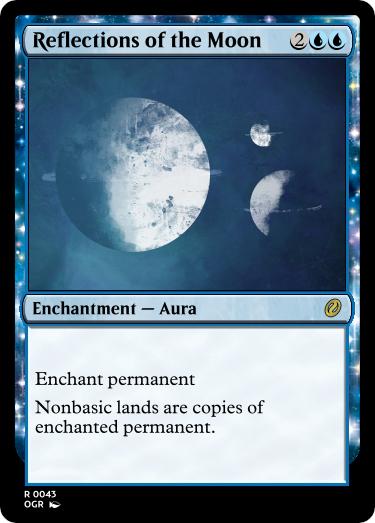 Reflections of the Moon 2
Enchantment — Aura
Enchant permanent
Nonbasic lands are copies of
enchanted permanent.
R 0043
OGR